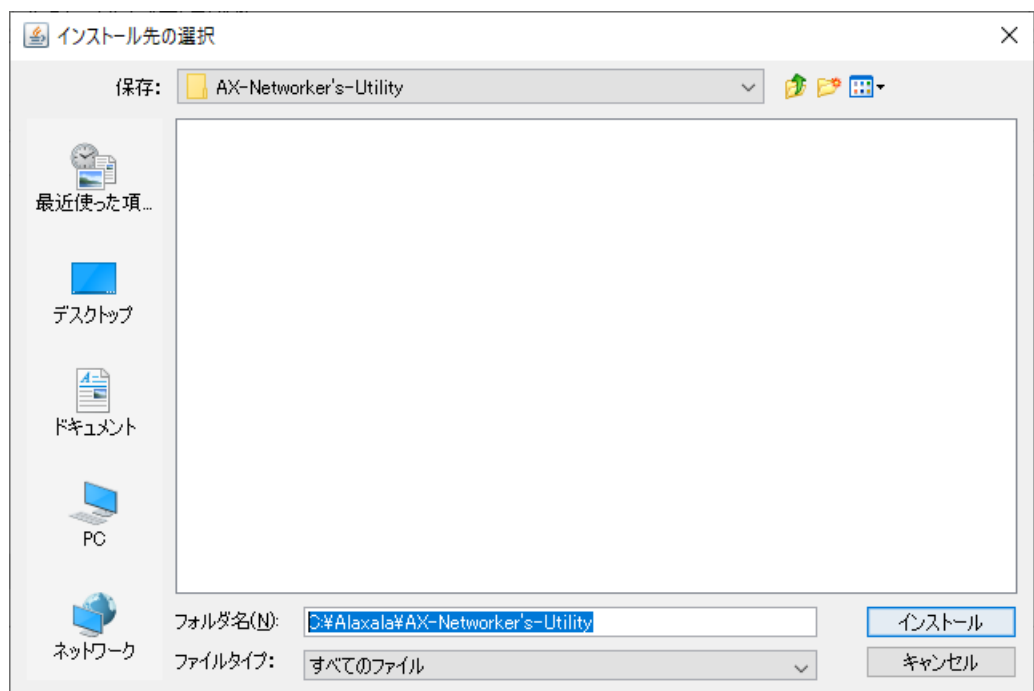 インストール先の選択
保存:
AX-Networker's-Utility
最近使った項...
デスクトップ
ドキュメント
PC
ネットワーク
フォルダ名(N):
C:¥Alaxala¥AX-Networker's-Utility
インストール
ファイルタイプ:
すべてのファイル
キャンセル